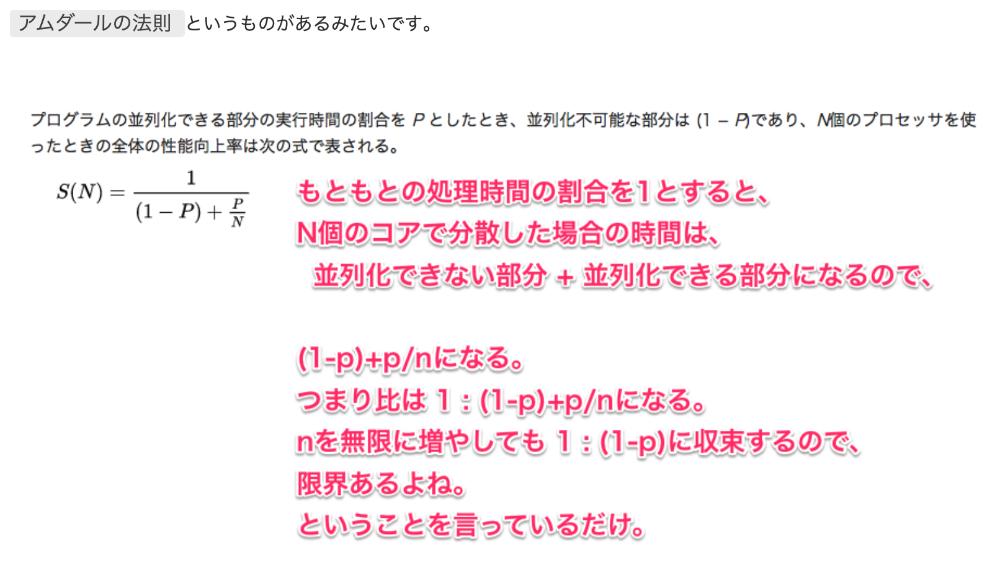 アムダールの法則 というものがあるみたいです。
プログラムの並列化できる部分の実行時間の割合を P としたとき、並列化不可能な部分は (1 − P)であり、N個のプロセッサを使
ったときの全体の性能向上率は次の式で表される。
S(N) = 1 / ((1 − P) + P/N)
もともとの処理時間の割合を1とすると、
N個のコアで分散した場合の時間は、
並列化できない部分 + 並列化できる部分になるので、
(1-p)+p/nになる。
つまり比は 1 : (1-p)+p/nになる。
nを無限に増やしても 1 : (1-p)に収束するので、
限界あるよね。
ということを言っているだけ。